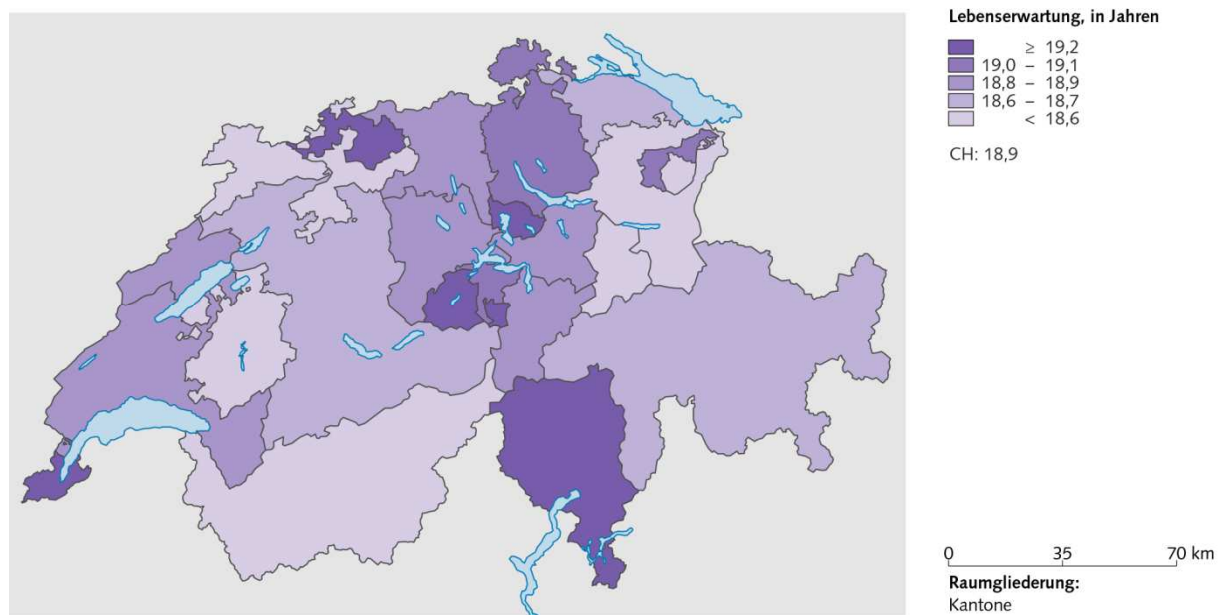 Lebenserwartung, in Jahren
≥ 19,2
19,0 – 19,1
18,8 – 18,9
18,6 – 18,7
< 18,6
CH: 18,9
0 35 70 km
Raumgliederung:
Kantone